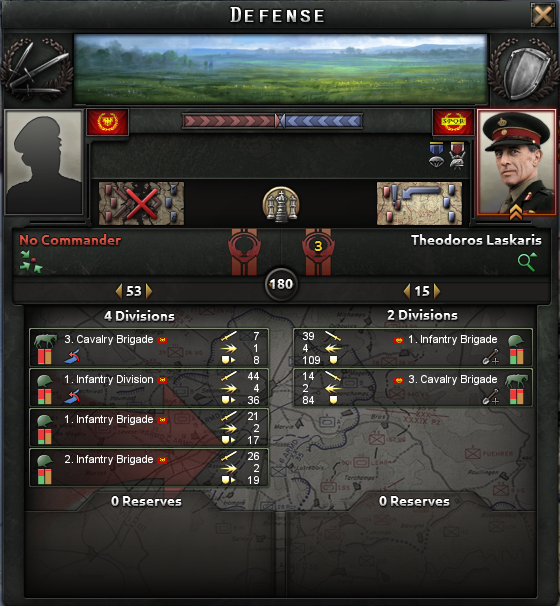 DEFENSE
SPQR
No Commander
3
Theodoros Laskaris
53
180
15
4 Divisions
2 Divisions
3. Cavalry Brigade 7
1
8
39 1. Infantry Brigade
4
109
1. Infantry Division 44
4
36
14 3. Cavalry Brigade
2
84
1. Infantry Brigade 21
2
17
2. Infantry Brigade 26
2
19
0 Reserves
0 Reserves